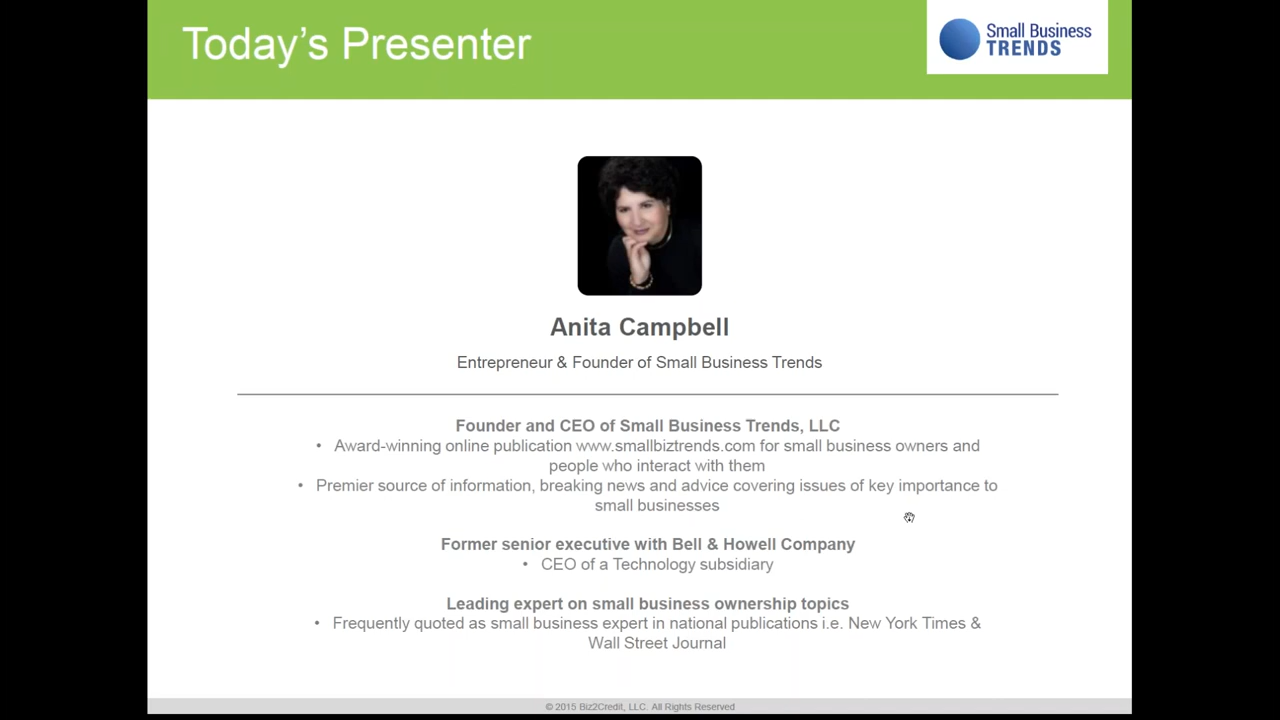 Today's Presenter
Small Business
TRENDS
Anita Campbell
Entrepreneur & Founder of Small Business Trends
Founder and CEO of Small Business Trends, LLC
• Award-winning online publication www.smallbiztrends.com for small business owners and
people who interact with them
• Premier source of information, breaking news and advice covering issues of key importance to
small businesses
Former senior executive with Bell & Howell Company
• CEO of a Technology subsidiary
Leading expert on small business ownership topics
• Frequently quoted as small business expert in national publications i.e. New York Times &
Wall Street Journal
© 2015 Biz2Credit, LLC. All Rights Reserved